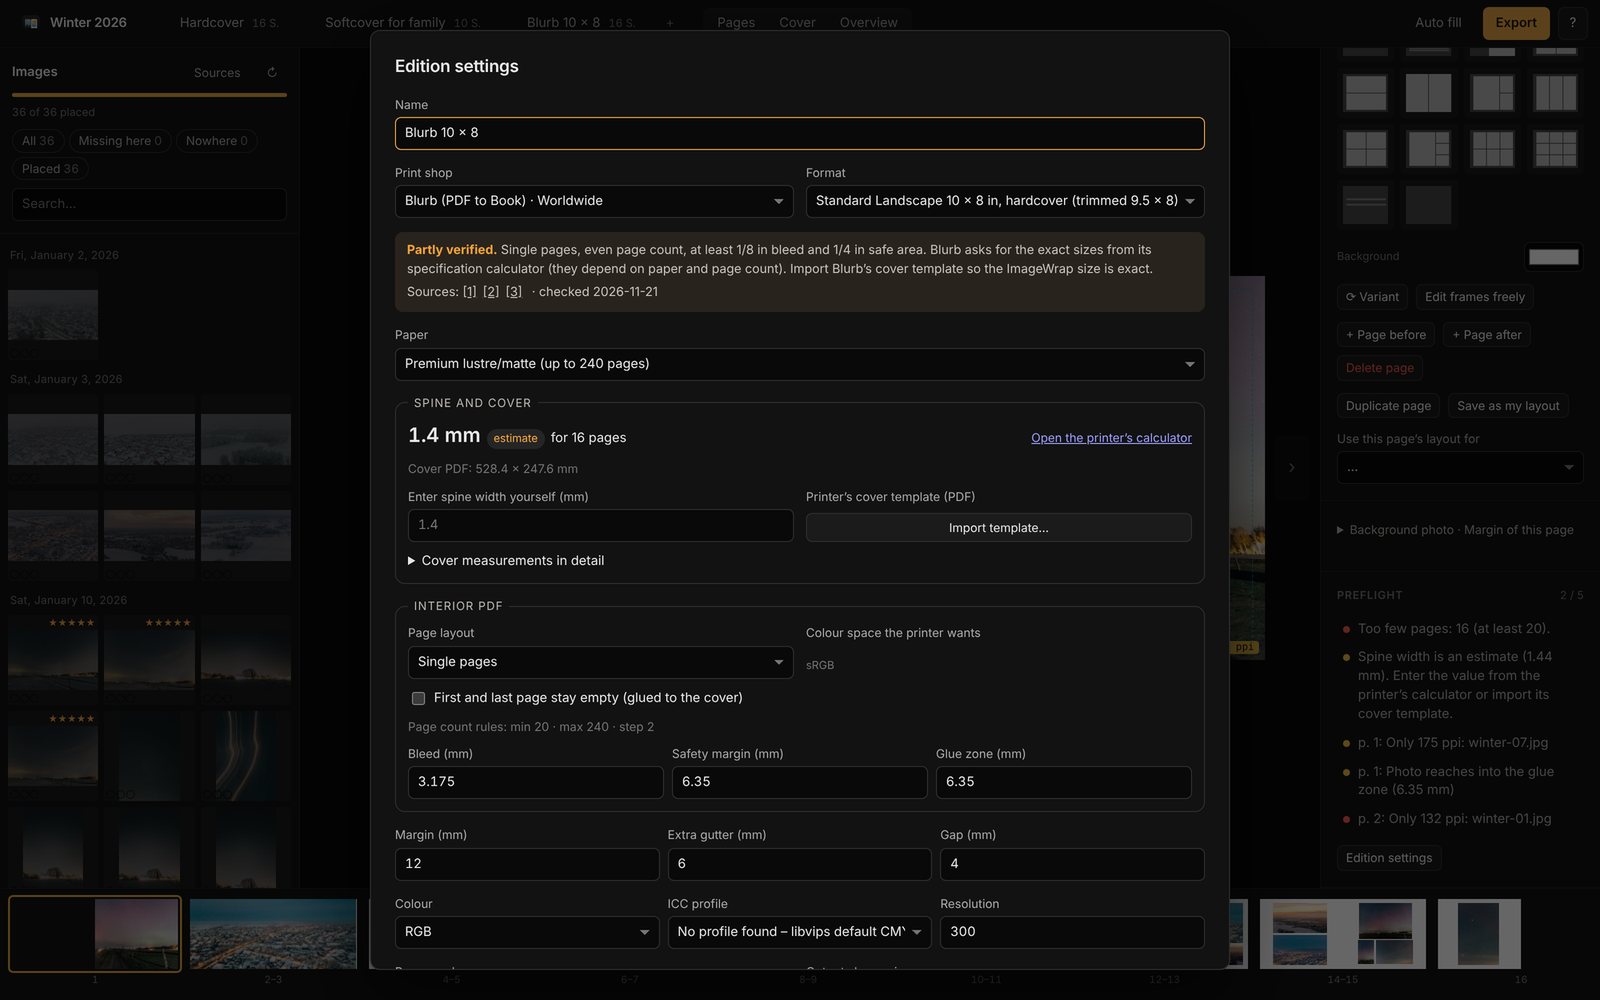 Winter 2026
Hardcover 16 S.
Softcover for family 10 S.
Blurb 10 × 8 16 S.
+
Pages
Cover
Overview
Auto fill
Export
?
Images
Sources
36 of 36 placed
All 36
Missing here 0
Nowhere 0
Placed 36
Search...
Fri, January 2, 2026
Sat, January 3, 2026
Sat, January 10, 2026
★★★★★
★★★★★
★★★★★
Edition settings
Name
Blurb 10 × 8
Print shop
Format
Blurb (PDF to Book) · Worldwide
Standard Landscape 10 × 8 in, hardcover (trimmed 9.5 × 8)
Partly verified. Single pages, even page count, at least 1/8 in bleed and 1/4 in safe area. Blurb asks for the exact sizes from its
specification calculator (they depend on paper and page count). Import Blurb's cover template so the ImageWrap size is exact.
Sources: [1] [2] [3] · checked 2026-11-21
Paper
Premium lustre/matte (up to 240 pages)
SPINE AND COVER
1.4 mm estimate for 16 pages
Open the printer's calculator
Cover PDF: 528.4 × 247.6 mm
Enter spine width yourself (mm)
Printer's cover template (PDF)
1.4
Import template...
Cover measurements in detail
INTERIOR PDF
Page layout
Colour space the printer wants
Single pages
sRGB
First and last page stay empty (glued to the cover)
Page count rules: min 20 · max 240 · step 2
Bleed (mm)
Safety margin (mm)
Glue zone (mm)
3.175
6.35
6.35
Margin (mm)
Extra gutter (mm)
Gap (mm)
12
6
4
Colour
ICC profile
Resolution
RGB
No profile found – libvips default CMY
300
ppi
Background
Variant
Edit frames freely
+ Page before
+ Page after
Delete page
Duplicate page
Save as my layout
Use this page's layout for
...
Background photo · Margin of this page
PREFLIGHT
2 / 5
Too few pages: 16 (at least 20).
Spine width is an estimate (1.44
mm). Enter the value from the
printer's calculator or import its
cover template.
p. 1: Only 175 ppi: winter-07.jpg
p. 1: Photo reaches into the glue
zone (6.35 mm)
p. 2: Only 132 ppi: winter-01.jpg
Edition settings
1
2–3
4–5
6–7
8–9
10–11
12–13
14–15
16